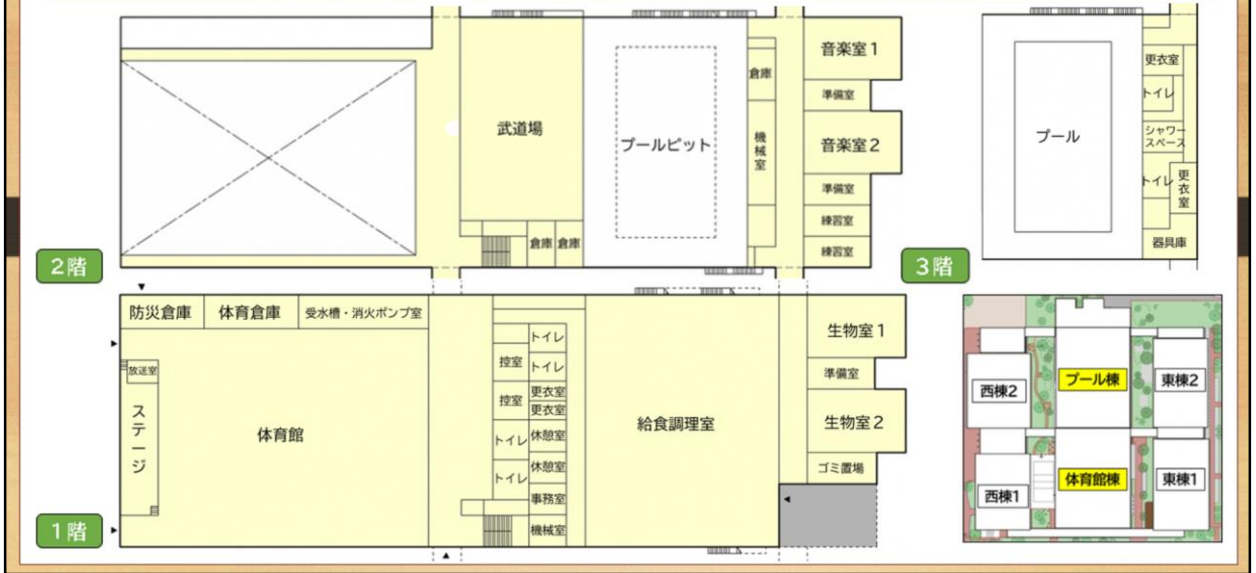 2階
武道場
倉庫
倉庫
プールピット
倉庫
機械室
音楽室1
準備室
音楽室2
準備室
練習室
練習室
3階
プール
更衣室
トイレ
シャワー
スペース
トイレ
更衣室
器具庫
1階
防災倉庫
体育倉庫
受水槽・消火ポンプ室
放送室
ステージ
体育館
控室
控室
トイレ
トイレ
トイレ
トイレ
更衣室
更衣室
休憩室
休憩室
事務室
機械室
給食調理室
生物室1
準備室
生物室2
ゴミ置場
西棟2
プール棟
東棟2
西棟1
体育館棟
東棟1